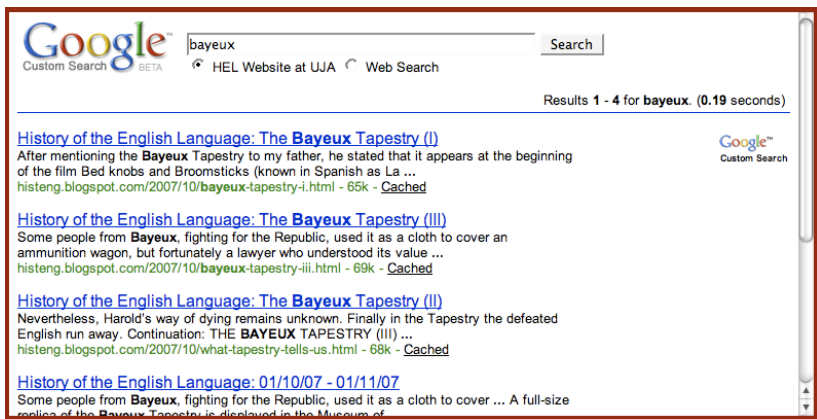 Google™
Custom Search BETA
bayeux
Search
HEL Website at UJA Web Search
Results 1 - 4 for bayeux. (0.19 seconds)
History of the English Language: The Bayeux Tapestry (I)
After mentioning the Bayeux Tapestry to my father, he stated that it appears at the beginning
of the film Bed knobs and Broomsticks (known in Spanish as La ...
histeng.blogspot.com/2007/10/bayeux-tapestry-i.html - 65k - Cached
Google™
Custom Search
History of the English Language: The Bayeux Tapestry (III)
Some people from Bayeux, fighting for the Republic, used it as a cloth to cover an
ammunition wagon, but fortunately a lawyer who understood its value ...
histeng.blogspot.com/2007/10/bayeux-tapestry-iii.html - 69k - Cached
History of the English Language: The Bayeux Tapestry (II)
Nevertheless, Harold's way of dying remains unknown. Finally in the Tapestry the defeated
English run away. Continuation: THE BAYEUX TAPESTRY (III) ...
histeng.blogspot.com/2007/10/what-tapestry-tells-us.html - 68k - Cached
History of the English Language: 01/10/07 - 01/11/07
Some people from Bayeux, fighting for the Republic, used it as a cloth to cover ... A full-size
replica of the Bayeux Tapestry is displayed in the Museum of